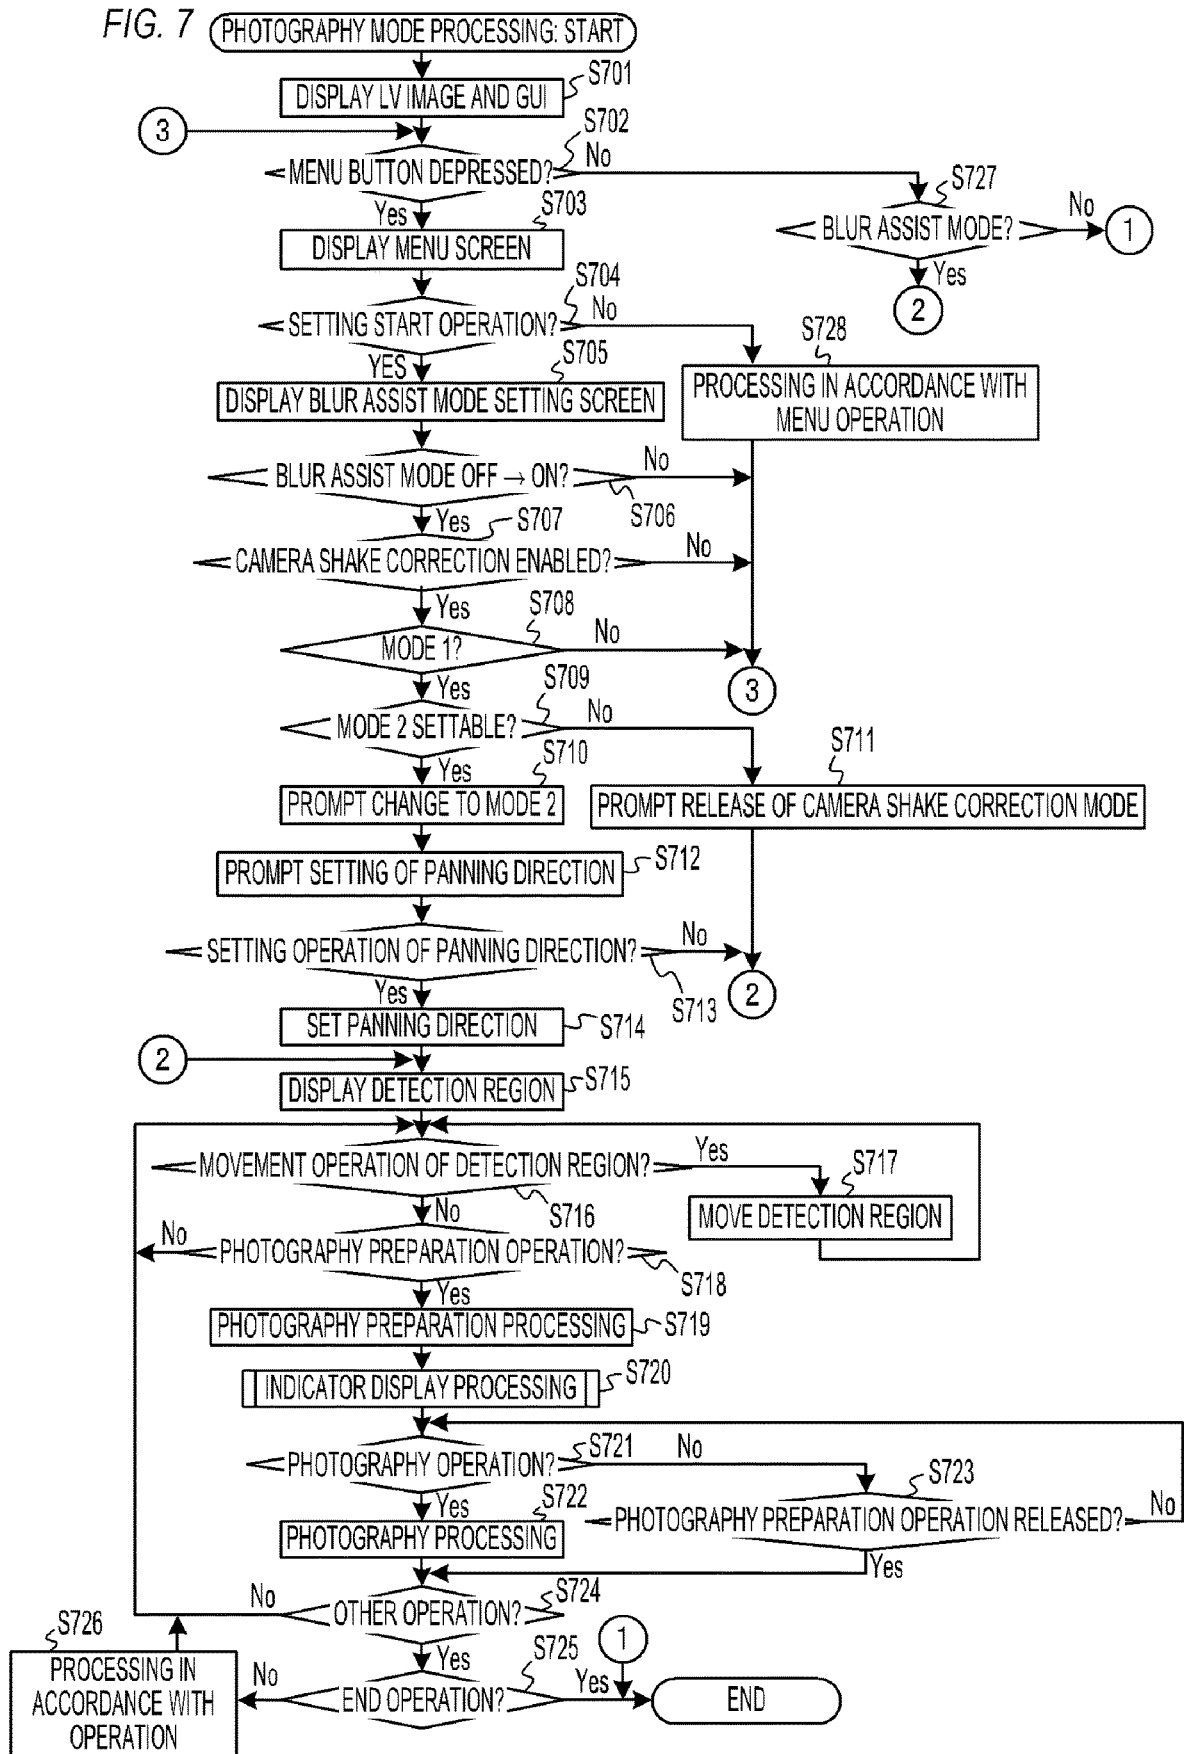 FIG. 7
PHOTOGRAPHY MODE PROCESSING: START
S701
DISPLAY LV IMAGE AND GUI
3
S702
MENU BUTTON DEPRESSED?
No
Yes
S727
BLUR ASSIST MODE?
No
1
Yes
2
S703
DISPLAY MENU SCREEN
S704
SETTING START OPERATION?
No
YES
S728
PROCESSING IN ACCORDANCE WITH
MENU OPERATION
S705
DISPLAY BLUR ASSIST MODE SETTING SCREEN
BLUR ASSIST MODE OFF → ON?
No
S706
Yes
S707
CAMERA SHAKE CORRECTION ENABLED?
No
Yes
S708
MODE 1?
No
3
Yes
S709
MODE 2 SETTABLE?
No
Yes
S710
PROMPT CHANGE TO MODE 2
S711
PROMPT RELEASE OF CAMERA SHAKE CORRECTION MODE
PROMPT SETTING OF PANNING DIRECTION
S712
SETTING OPERATION OF PANNING DIRECTION?
No
S713
2
Yes
SET PANNING DIRECTION
S714
2
DISPLAY DETECTION REGION
S715
MOVEMENT OPERATION OF DETECTION REGION?
Yes
S716
No
S717
MOVE DETECTION REGION
No
PHOTOGRAPHY PREPARATION OPERATION?
S718
Yes
PHOTOGRAPHY PREPARATION PROCESSING
S719
INDICATOR DISPLAY PROCESSING
S720
PHOTOGRAPHY OPERATION?
S721
No
Yes
S722
PHOTOGRAPHY PROCESSING
S723
PHOTOGRAPHY PREPARATION OPERATION RELEASED?
No
Yes
No
OTHER OPERATION?
S724
Yes
S726
PROCESSING IN
ACCORDANCE WITH
OPERATION
No
END OPERATION?
S725
Yes
1
END